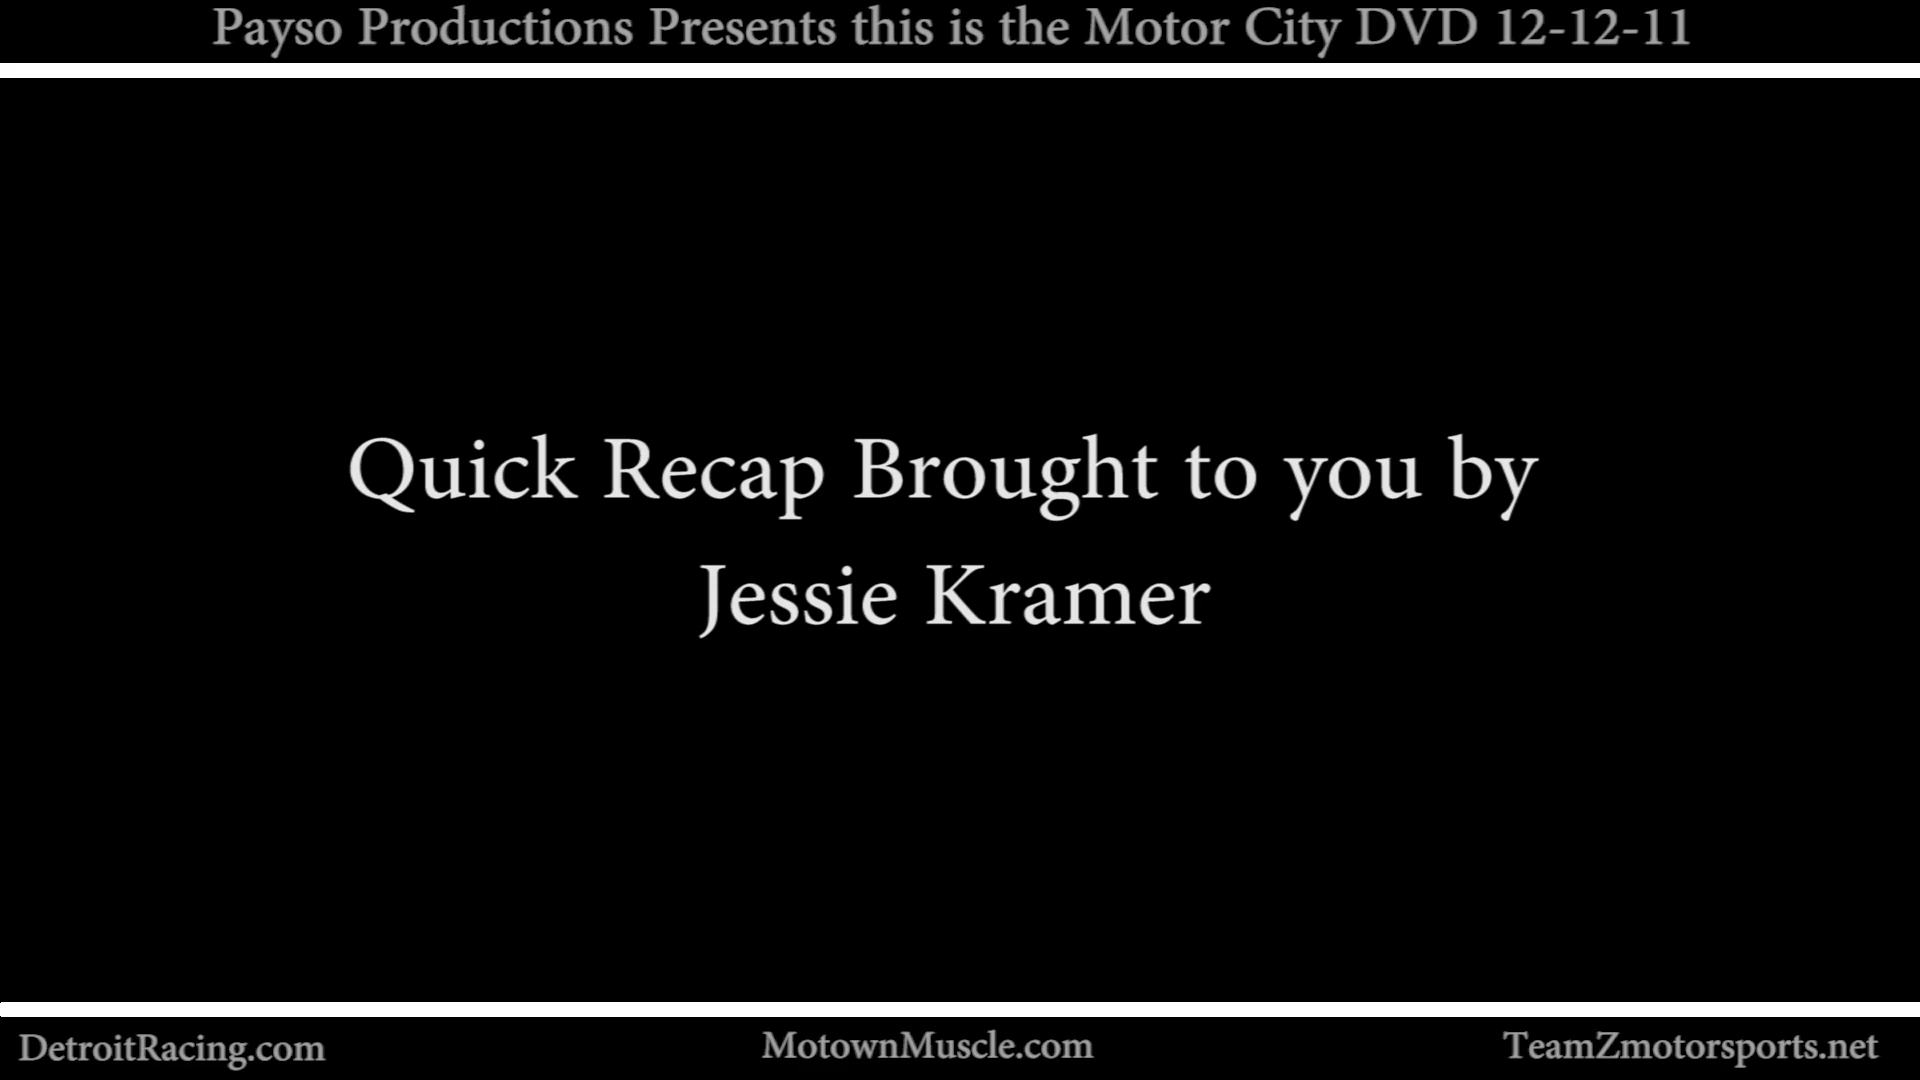 Payso Productions Presents this is the Motor City DVD 12-12-11
Quick Recap Brought to you by
Jessie Kramer
DetroitRacing.com
MotownMuscle.com
TeamZmotorsports.net